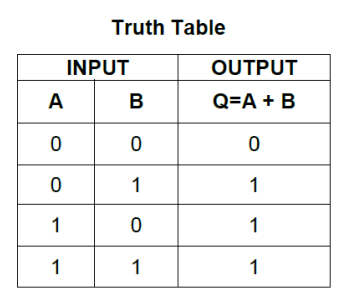 Truth Table
INPUT OUTPUT
A B Q=A + B
0 0 0
0 1 1
1 0 1
1 1 1